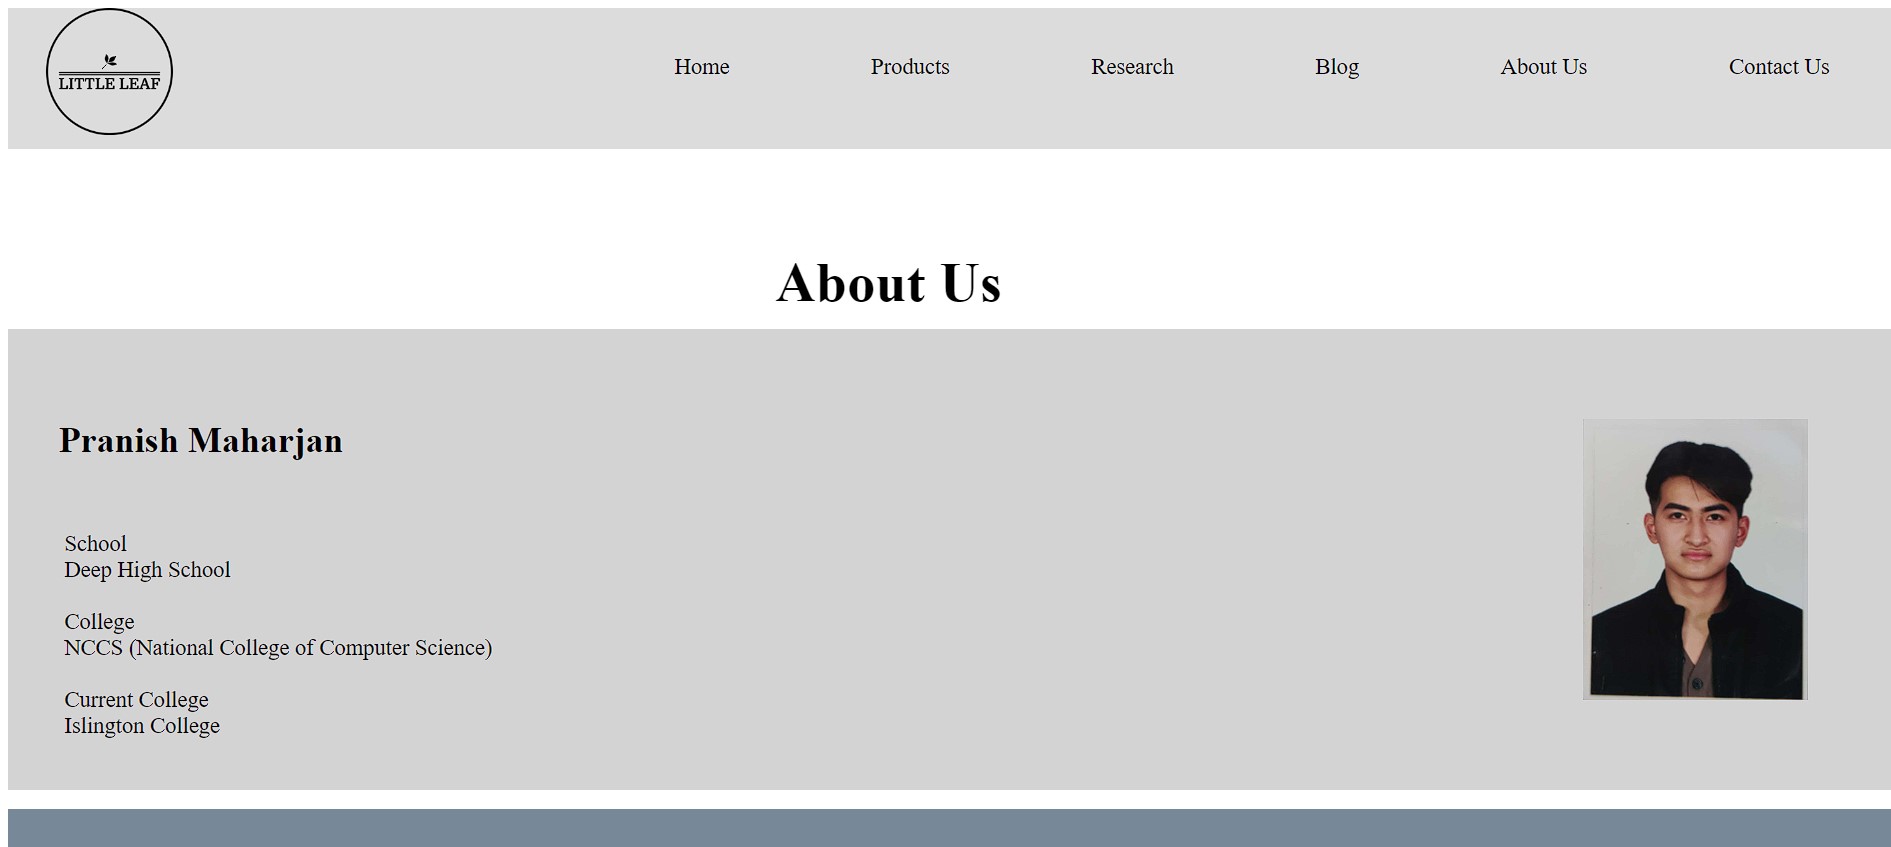 LITTLE LEAF
Home Products Research Blog About Us Contact Us
About Us
Pranish Maharjan
School
Deep High School
College
NCCS (National College of Computer Science)
Current College
Islington College